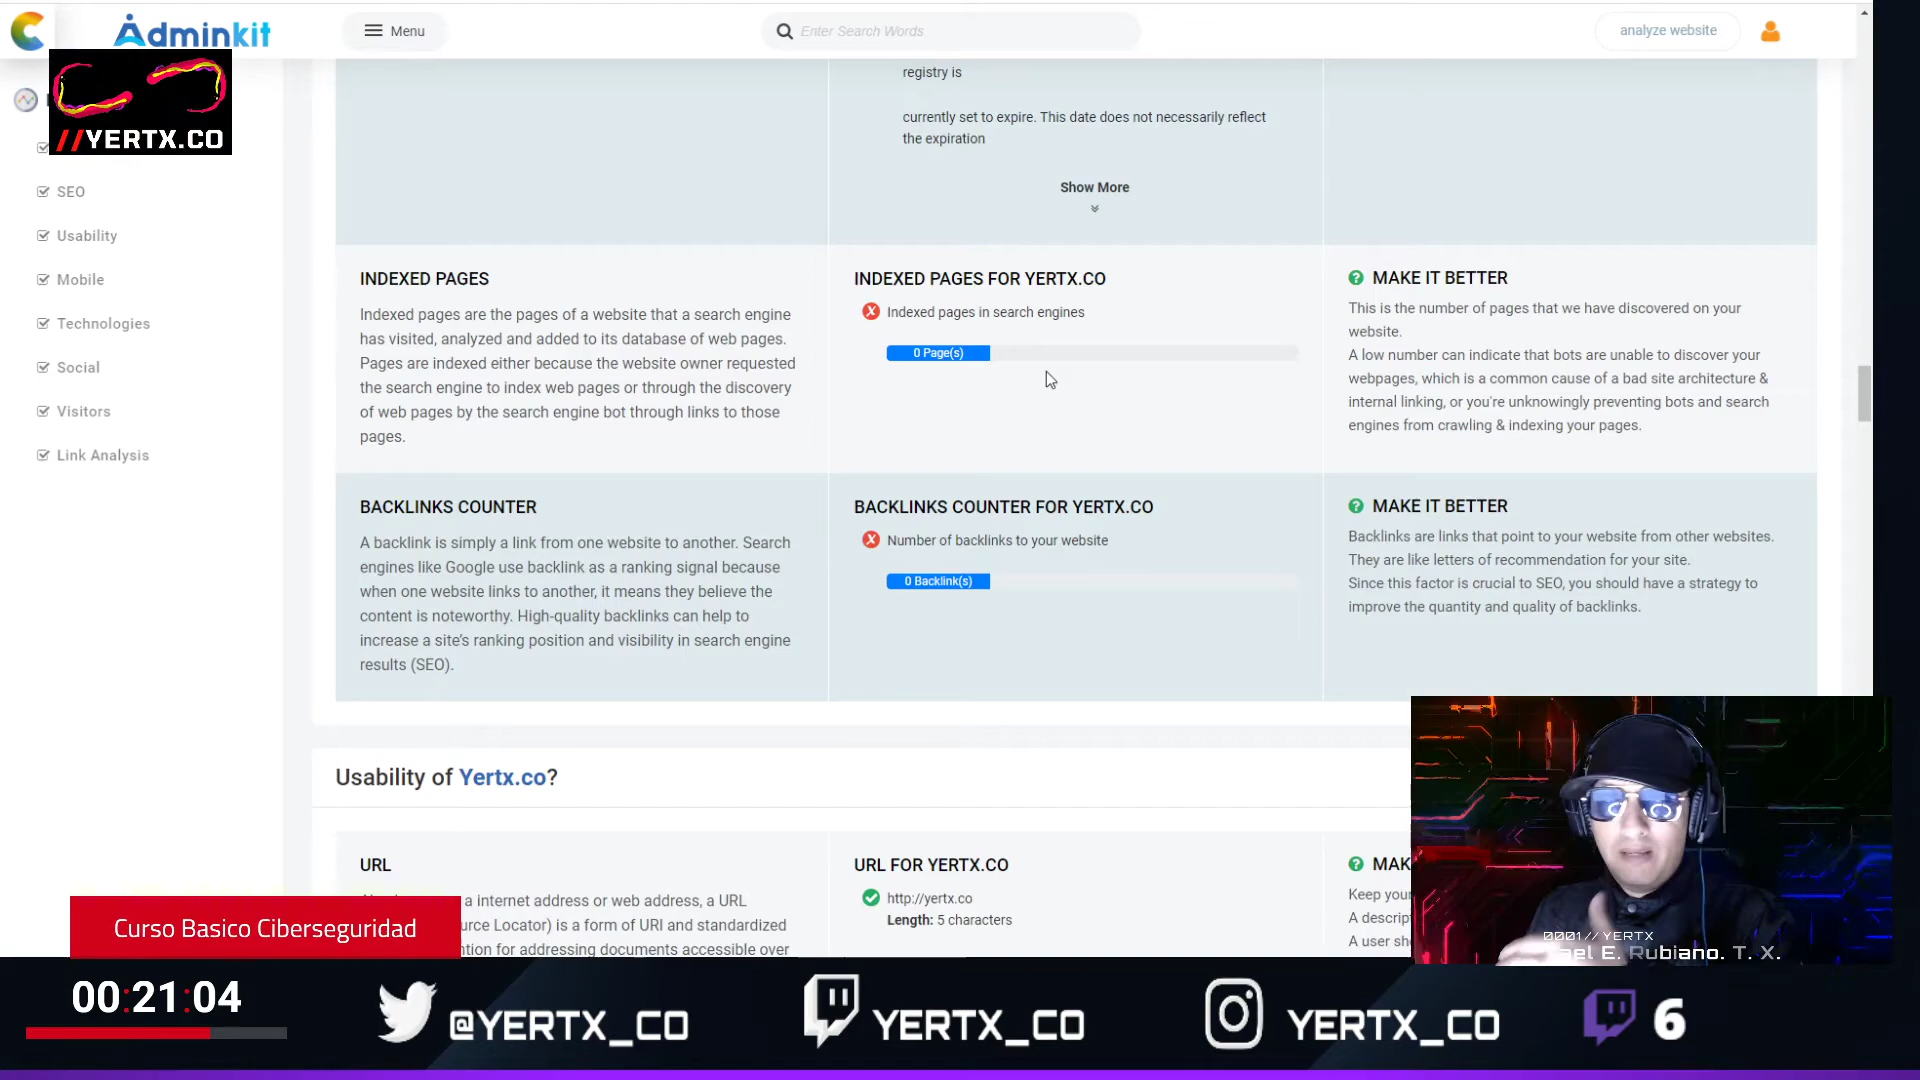 Adminkit
Menu
Enter Search Words
analyze website
//YERTX.CO
SEO
Usability
Mobile
Technologies
Social
Visitors
Link Analysis
registry is
currently set to expire. This date does not necessarily reflect
the expiration
Show More
INDEXED PAGES
Indexed pages are the pages of a website that a search engine
has visited, analyzed and added to its database of web pages.
Pages are indexed either because the website owner requested
the search engine to index web pages or through the discovery
of web pages by the search engine bot through links to those
pages.
INDEXED PAGES FOR YERTX.CO
Indexed pages in search engines
0 Page(s)
MAKE IT BETTER
This is the number of pages that we have discovered on your
website.
A low number can indicate that bots are unable to discover your
webpages, which is a common cause of a bad site architecture &
internal linking, or you're unknowingly preventing bots and search
engines from crawling & indexing your pages.
BACKLINKS COUNTER
A backlink is simply a link from one website to another. Search
engines like Google use backlink as a ranking signal because
when one website links to another, it means they believe the
content is noteworthy. High-quality backlinks can help to
increase a site's ranking position and visibility in search engine
results (SEO).
BACKLINKS COUNTER FOR YERTX.CO
Number of backlinks to your website
0 Backlink(s)
MAKE IT BETTER
Backlinks are links that point to your website from other websites.
They are like letters of recommendation for your site.
Since this factor is crucial to SEO, you should have a strategy to
improve the quantity and quality of backlinks.
Usability of Yertx.co?
URL
a internet address or web address, a URL
urce Locator) is a form of URI and standardized
ntion for addressing documents accessible over
URL FOR YERTX.CO
http://yertx.co
Length: 5 characters
MAK
Keep your
A descript
A user sh
0001 // YERTX
el E. Rubiano. T. X.
Curso Basico Ciberseguridad
00:21:04
@YERTX_CO
YERTX_CO
YERTX_CO
6